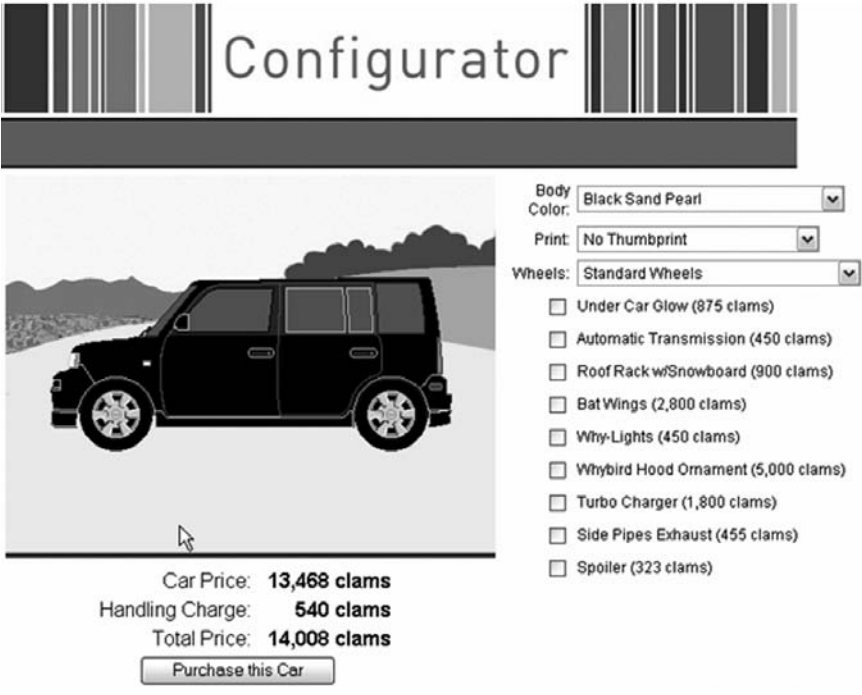 Configurator
Body Color: Black Sand Pearl
Print: No Thumbprint
Wheels: Standard Wheels
Under Car Glow (875 clams)
Automatic Transmission (450 clams)
Roof Rack w/Snowboard (900 clams)
Bat Wings (2,800 clams)
Why-Lights (450 clams)
Whybird Hood Ornament (5,000 clams)
Turbo Charger (1,800 clams)
Side Pipes Exhaust (455 clams)
Spoiler (323 clams)
Car Price: 13,468 clams
Handling Charge: 540 clams
Total Price: 14,008 clams
Purchase this Car